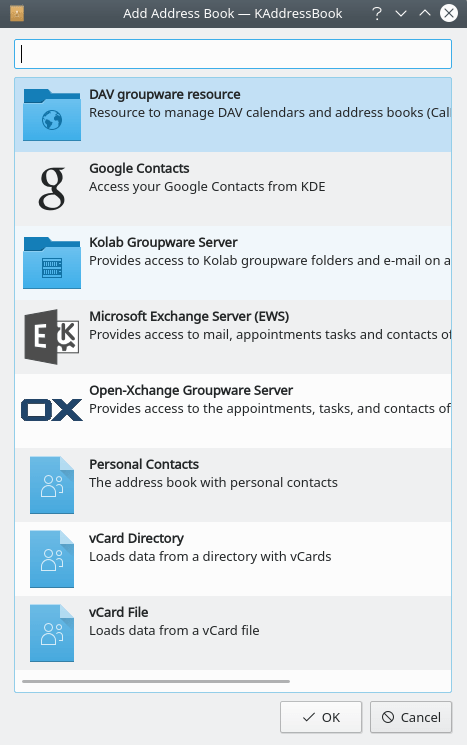 Add Address Book — KAddressBook
DAV groupware resource
Resource to manage DAV calendars and address books (Cal
Google Contacts
Access your Google Contacts from KDE
Kolab Groupware Server
Provides access to Kolab groupware folders and e-mail on a
Microsoft Exchange Server (EWS)
Provides access to mail, appointments tasks and contacts of
Open-Xchange Groupware Server
Provides access to the appointments, tasks, and contacts of
Personal Contacts
The address book with personal contacts
vCard Directory
Loads data from a directory with vCards
vCard File
Loads data from a vCard file
OK
Cancel
g
E K
OX